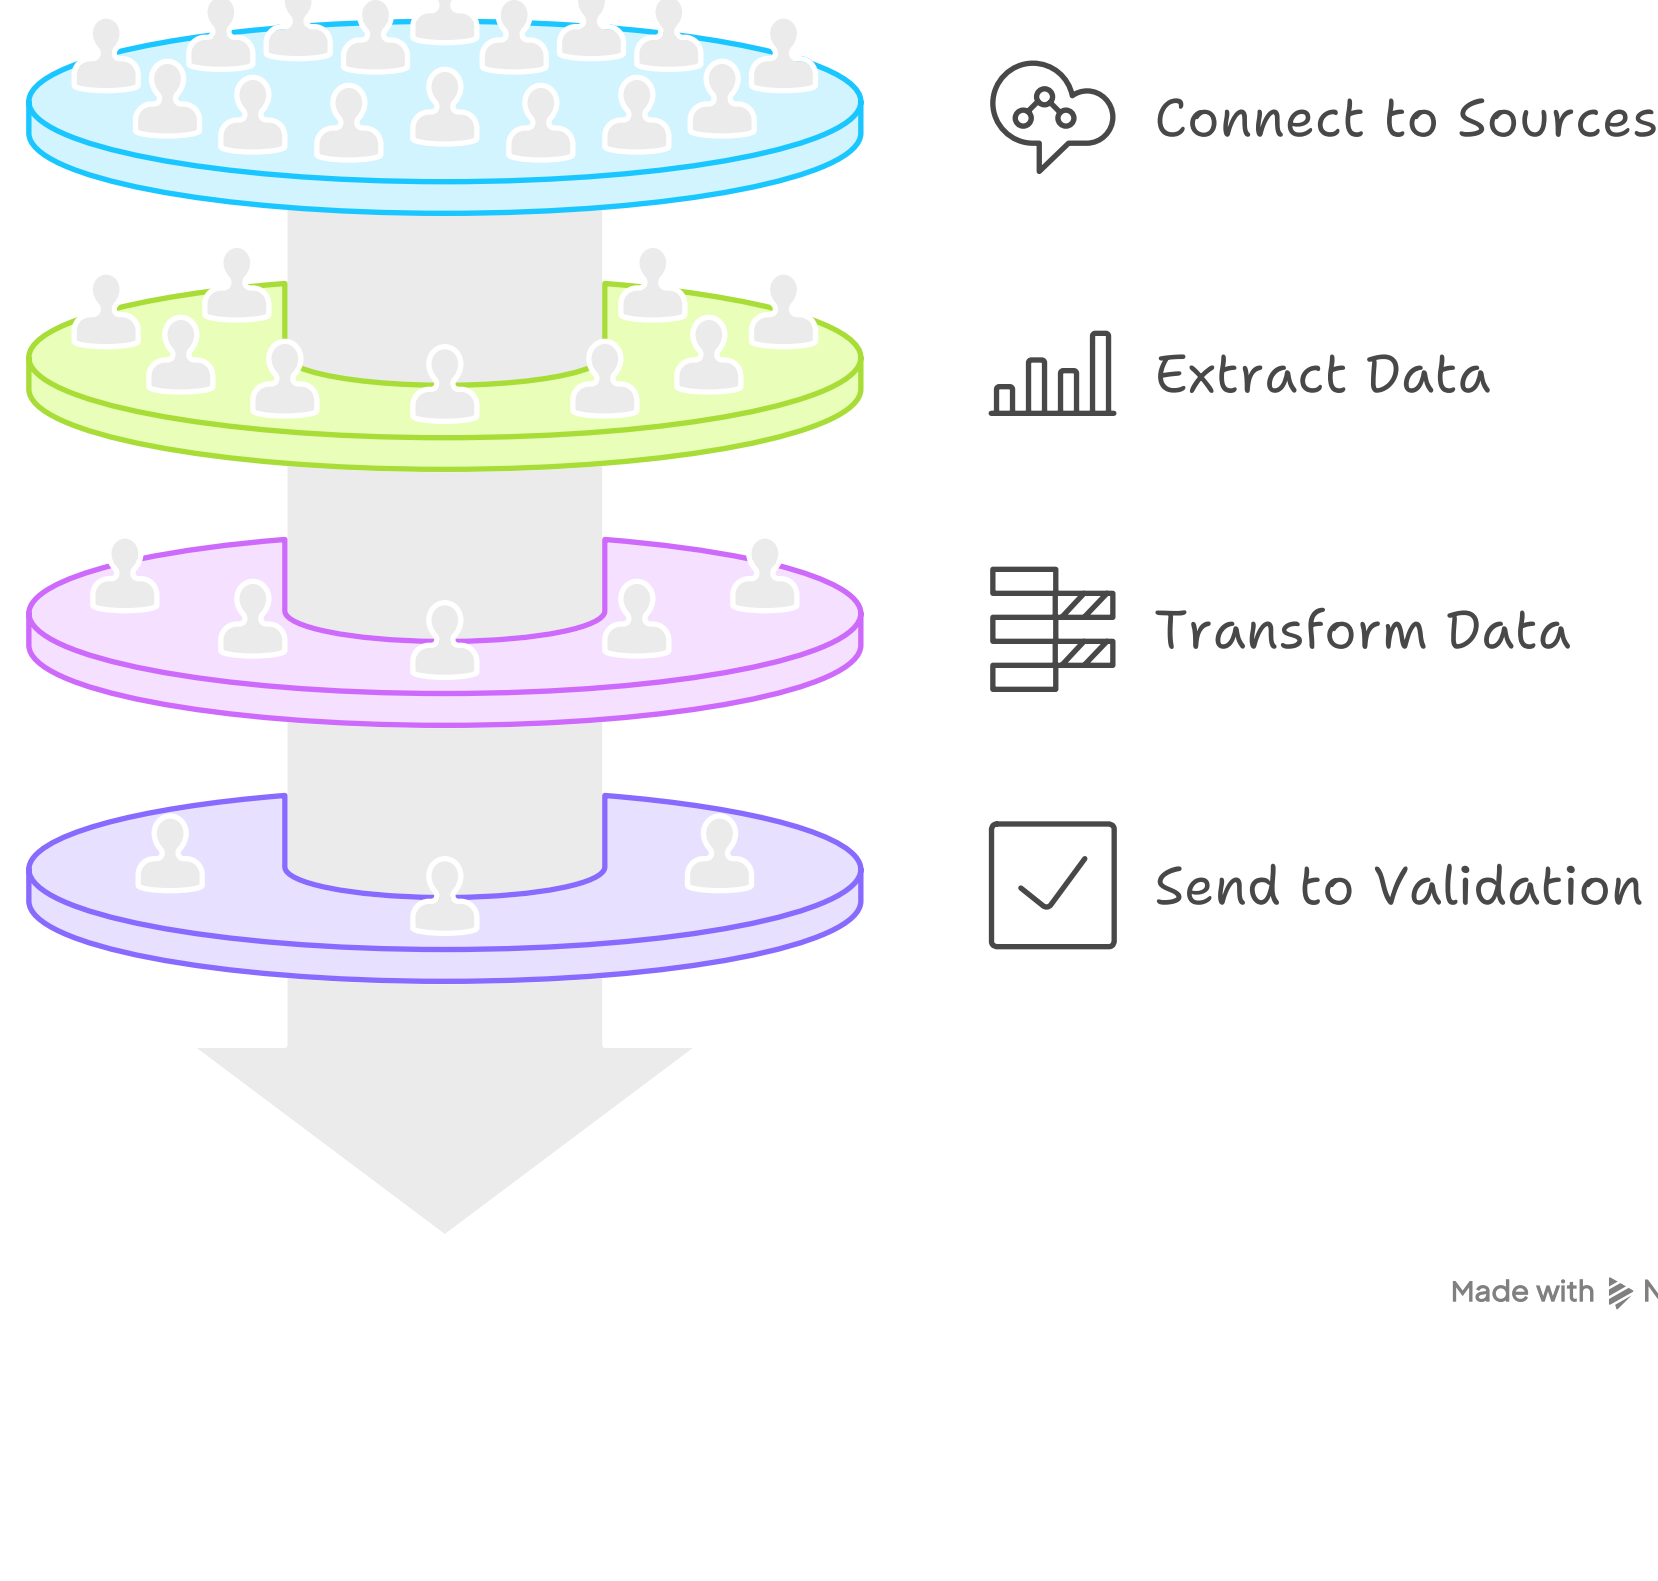 Connect to Sources
Extract Data
Transform Data
Send to Validation
Made with